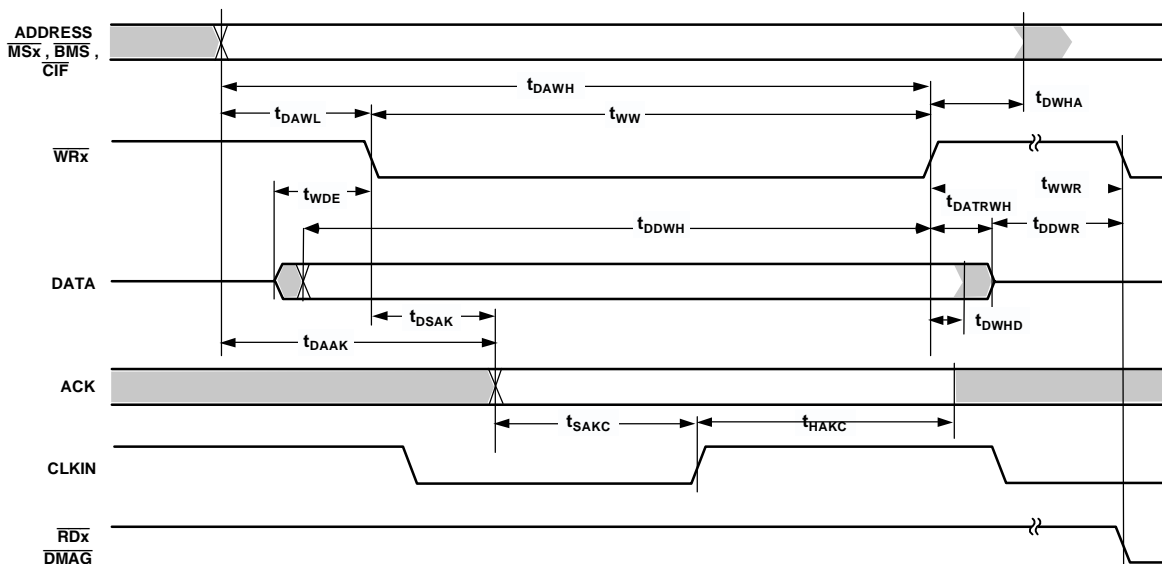 ADDRESS
MSx , BMS ,
CIF
tDAWH
tDWHA
tDAWL
tWW
WRx
tWDE
tWWR
tDATRWH
tDDWH
tDDWR
DATA
tDSAK
tDWHD
tDAAK
ACK
tSAKC
tHAKC
CLKIN
RDx
DMAG